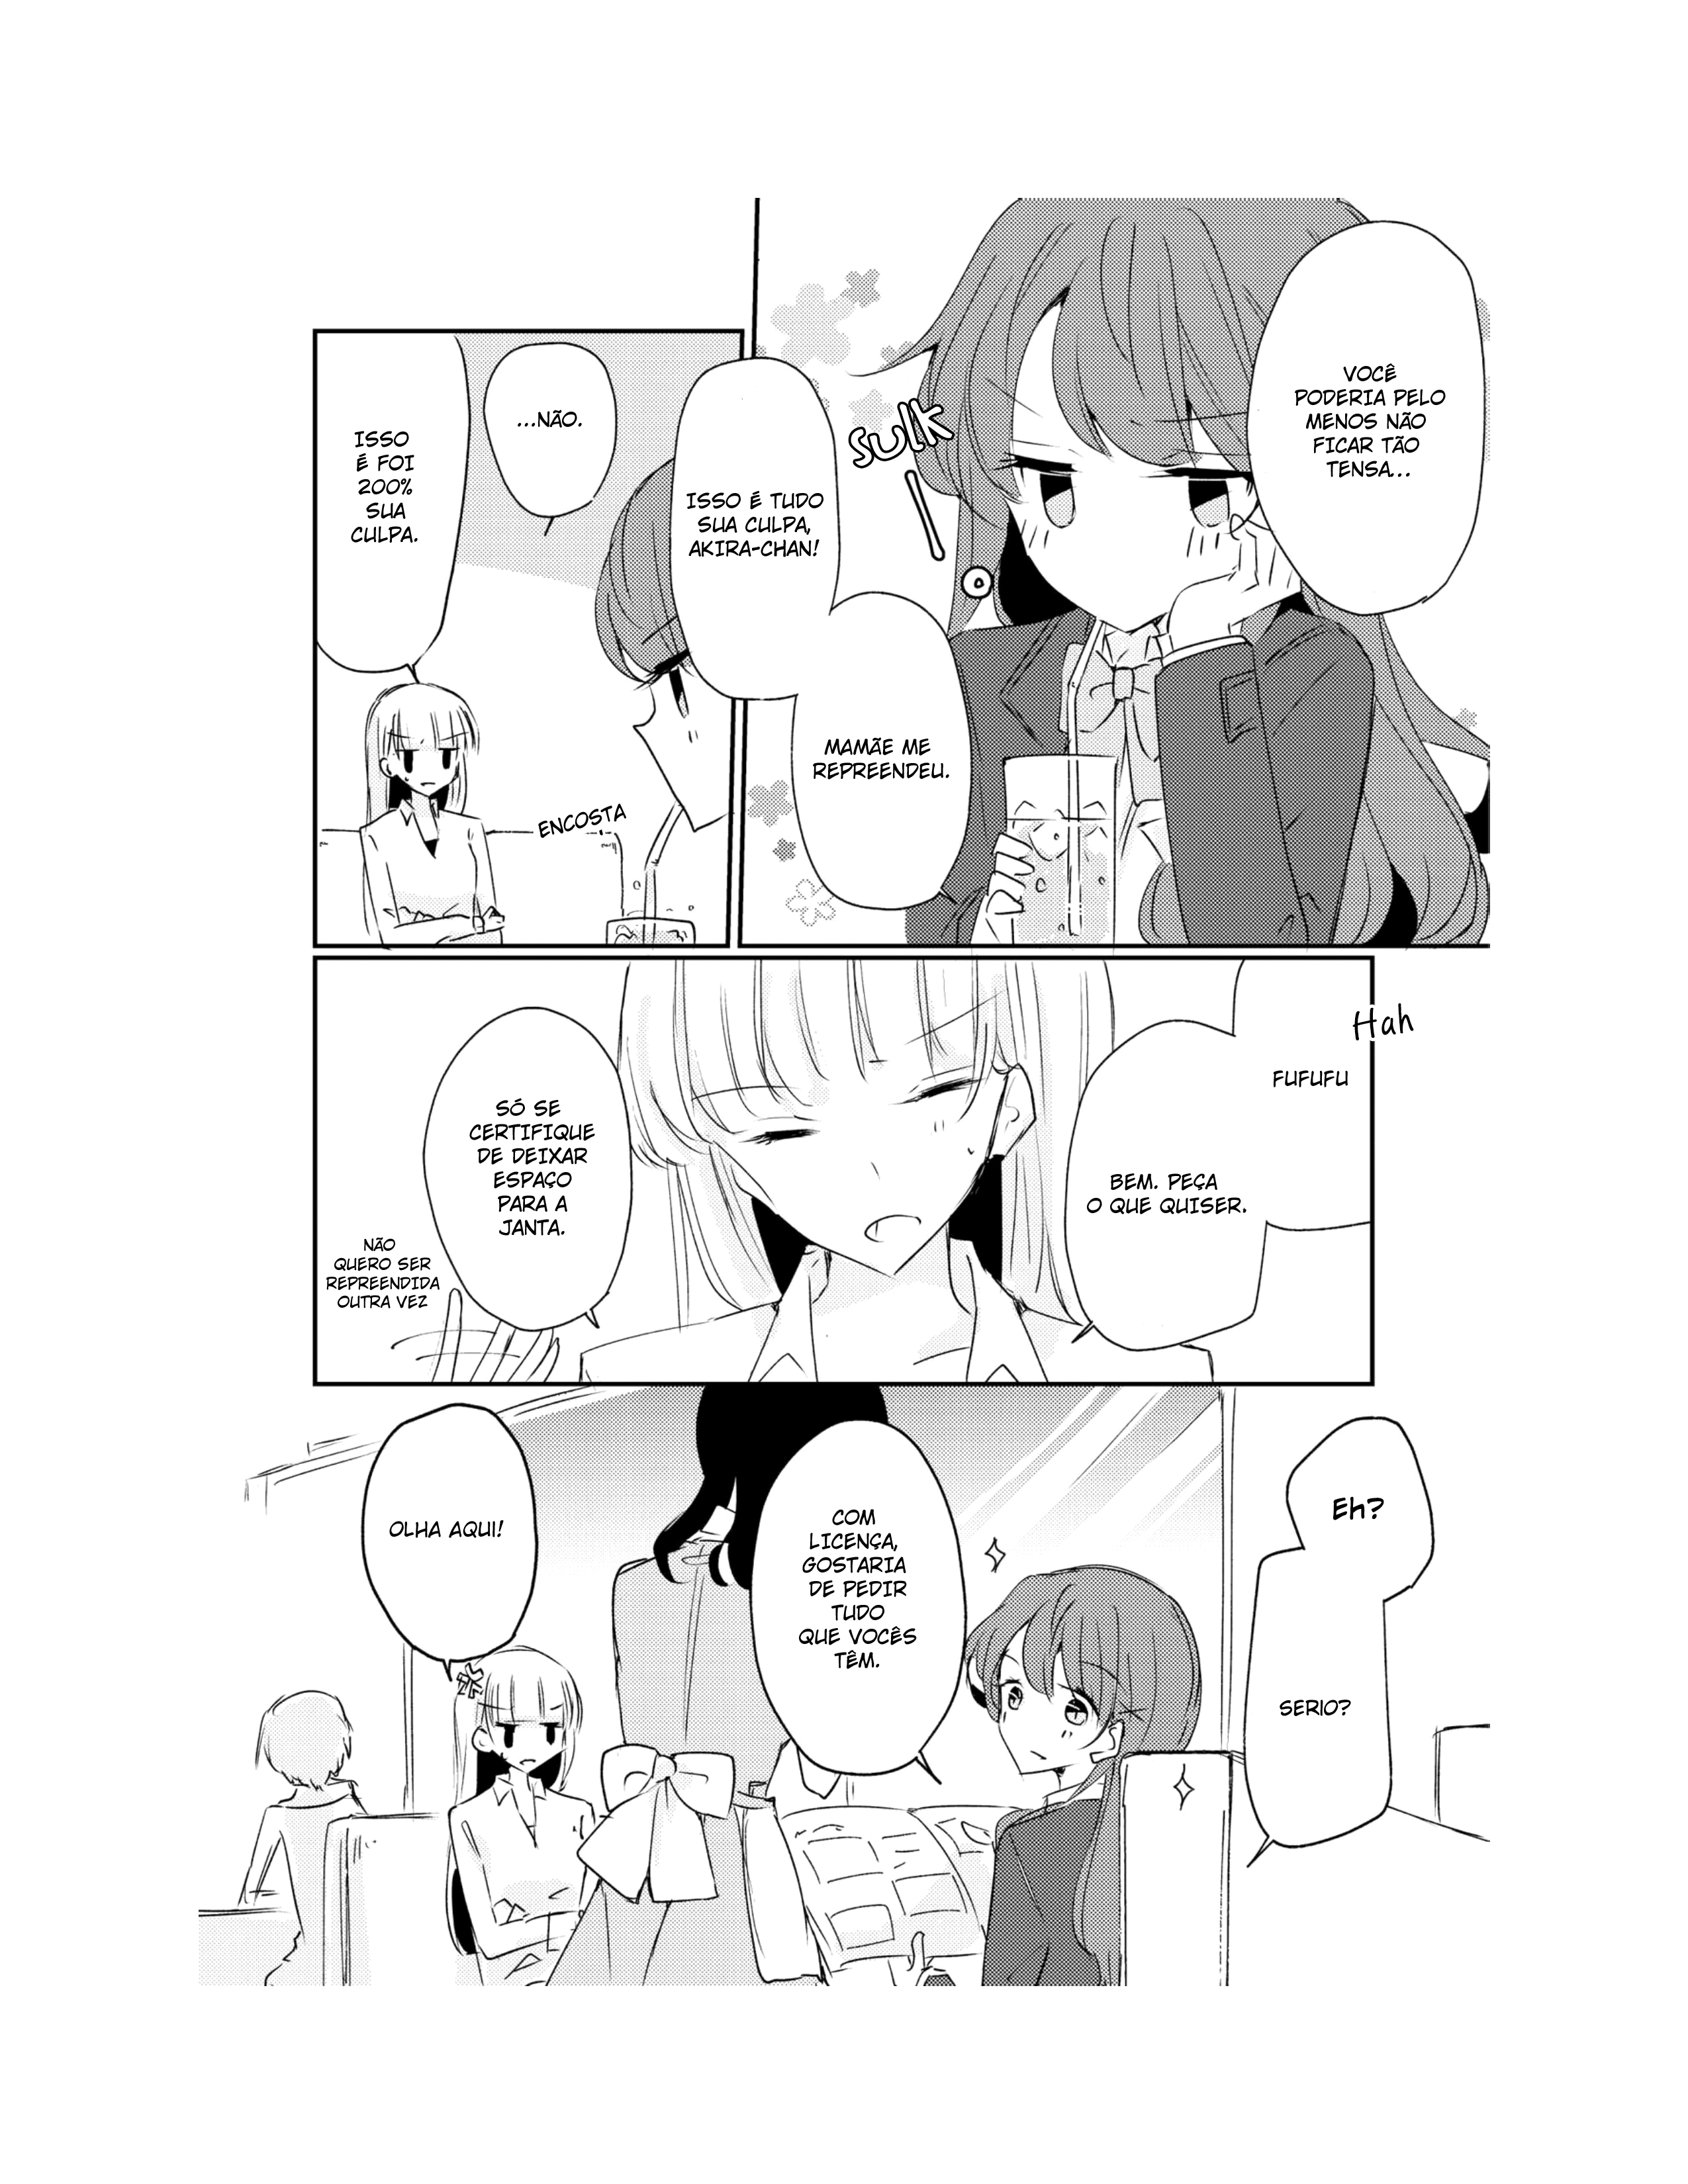 VOCÊ
PODERIA PELO
MENOS NÃO
FICAR TÃO
TENSA...
SULK
ISSO É TUDO
SUA CULPA,
AKIRA-CHAN!
MAMÃE ME
REPREENDEU.
...NÃO.
ISSO
É FOI
200%
SUA
CULPA.
ENCOSTA
Hah
FUFUFU
BEM. PEÇA
O QUE QUISER.
SÓ SE
CERTIFIQUE
DE DEIXAR
ESPAÇO
PARA A
JANTA.
NÃO
QUERO SER
REPREENDIDA
OUTRA VEZ
Eh?
SERIO?
COM
LICENÇA,
GOSTARIA
DE PEDIR
TUDO
QUE VOCÊS
TÊM.
OLHA AQUI!